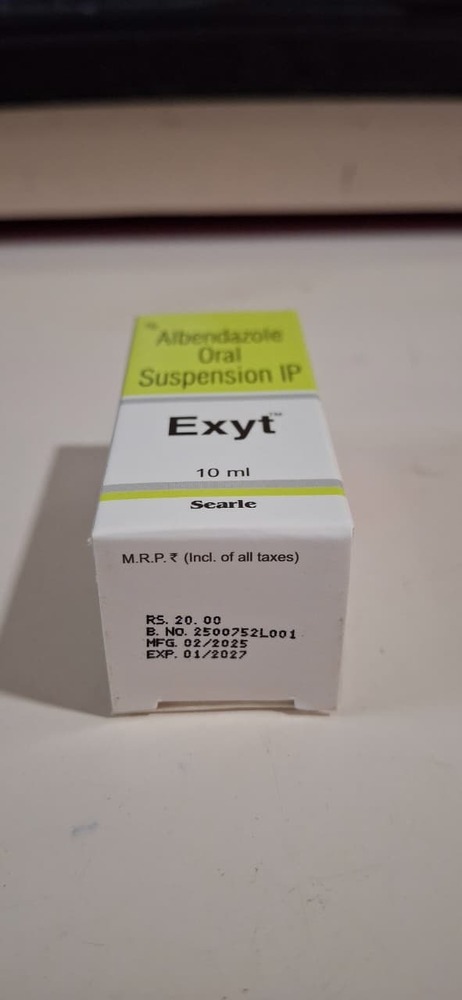 Albendazole
Oral
Suspension IP
Exyt™
10 ml
Searle
M.R.P. ₹ (Incl. of all taxes)
RS. 20. 00
B. NO. 2500752L001
MFG. 02/2025
EXP. 01/2027